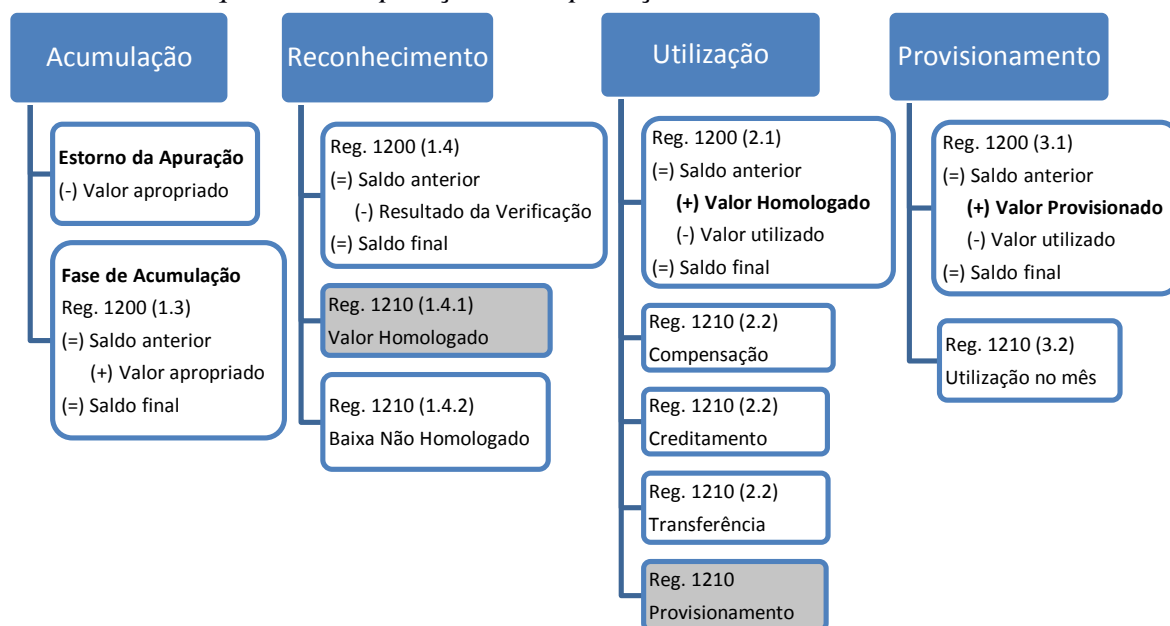 Acumulação
Estorno da Apuração
(-) Valor apropriado
Fase de Acumulação
Reg. 1200 (1.3)
(=) Saldo anterior
(+) Valor apropriado
(=) Saldo final
Reconhecimento
Reg. 1200 (1.4)
(=) Saldo anterior
(-) Resultado da Verificação
(=) Saldo final
Reg. 1210 (1.4.1)
Valor Homologado
Reg. 1210 (1.4.2)
Baixa Não Homologado
Utilização
Reg. 1200 (2.1)
(=) Saldo anterior
(+) Valor Homologado
(-) Valor utilizado
(=) Saldo final
Reg. 1210 (2.2)
Compensação
Reg. 1210 (2.2)
Creditamento
Reg. 1210 (2.2)
Transferência
Reg. 1210
Provisionamento
Provisionamento
Reg. 1200 (3.1)
(=) Saldo anterior
(+) Valor Provisionado
(-) Valor utilizado
(=) Saldo final
Reg. 1210 (3.2)
Utilização no mês